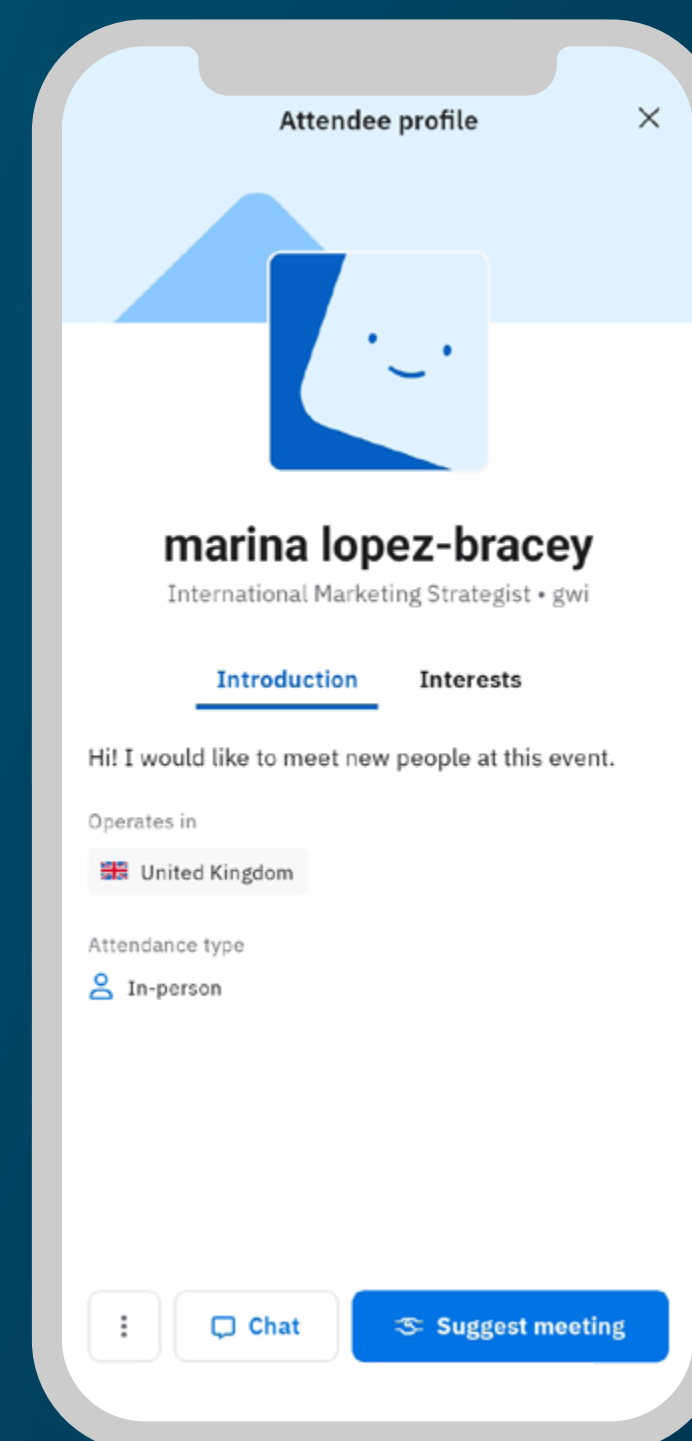 Attendee profile
marina lopez-bracey
International Marketing Strategist • gwi
Introduction Interests
Hi! I would like to meet new people at this event.
Operates in
United Kingdom
Attendance type
In-person
Chat Suggest meeting